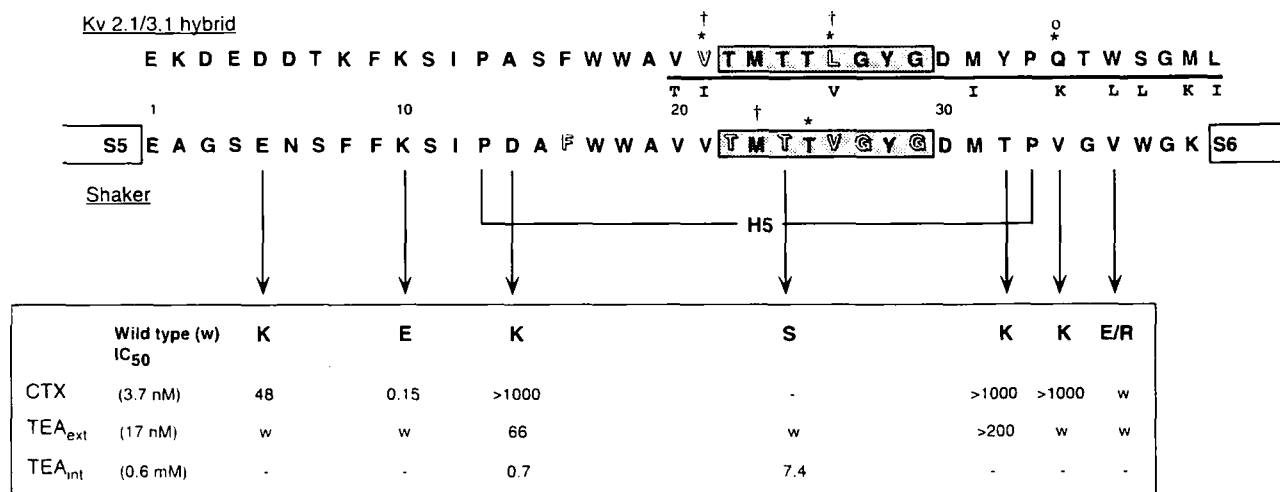 Kv 2.1/3.1 hybrid
† † o
* * *
E K D E D D T K F K S I P A S F W W A V V T M T T L G Y G D M Y P Q T W S G M L
T I V I K L L K I
1 10 20 30
† *
S5 E A G S E N S F F K S I P D A F W W A V V T M T T V G Y G D M T P V G V W G K S6
Shaker
H5
Wild type (w) K E K S K K E/R
IC50
CTX (3.7 nM) 48 0.15 >1000 - >1000 >1000 w
TEAext (17 nM) w w 66 w >200 w w
TEAint (0.6 mM) - - 0.7 7.4 - - -